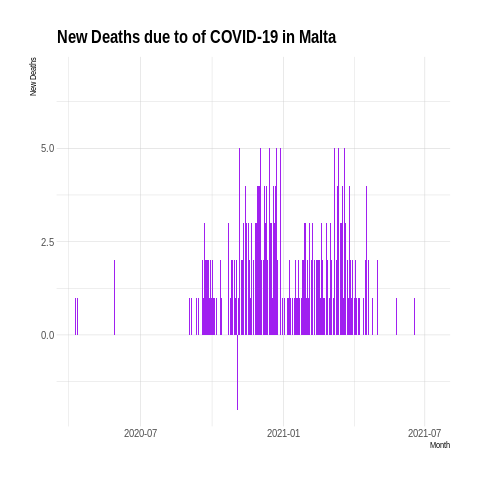 New Deaths due to of COVID-19 in Malta
New Deaths
5.0
2.5
0.0
2020-07 2021-01 2021-07
Month